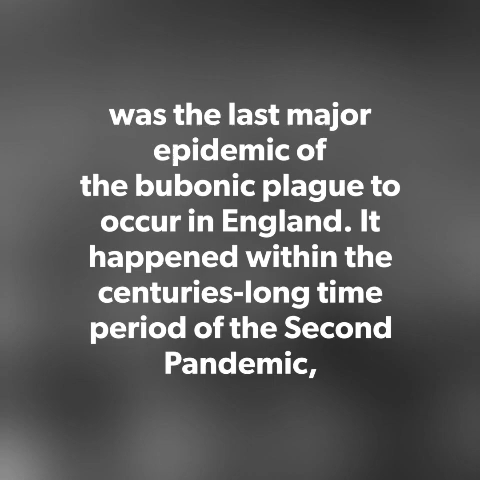 was the last major
epidemic of
the bubonic plague to
occur in England. It
happened within the
centuries-long time
period of the Second
Pandemic,